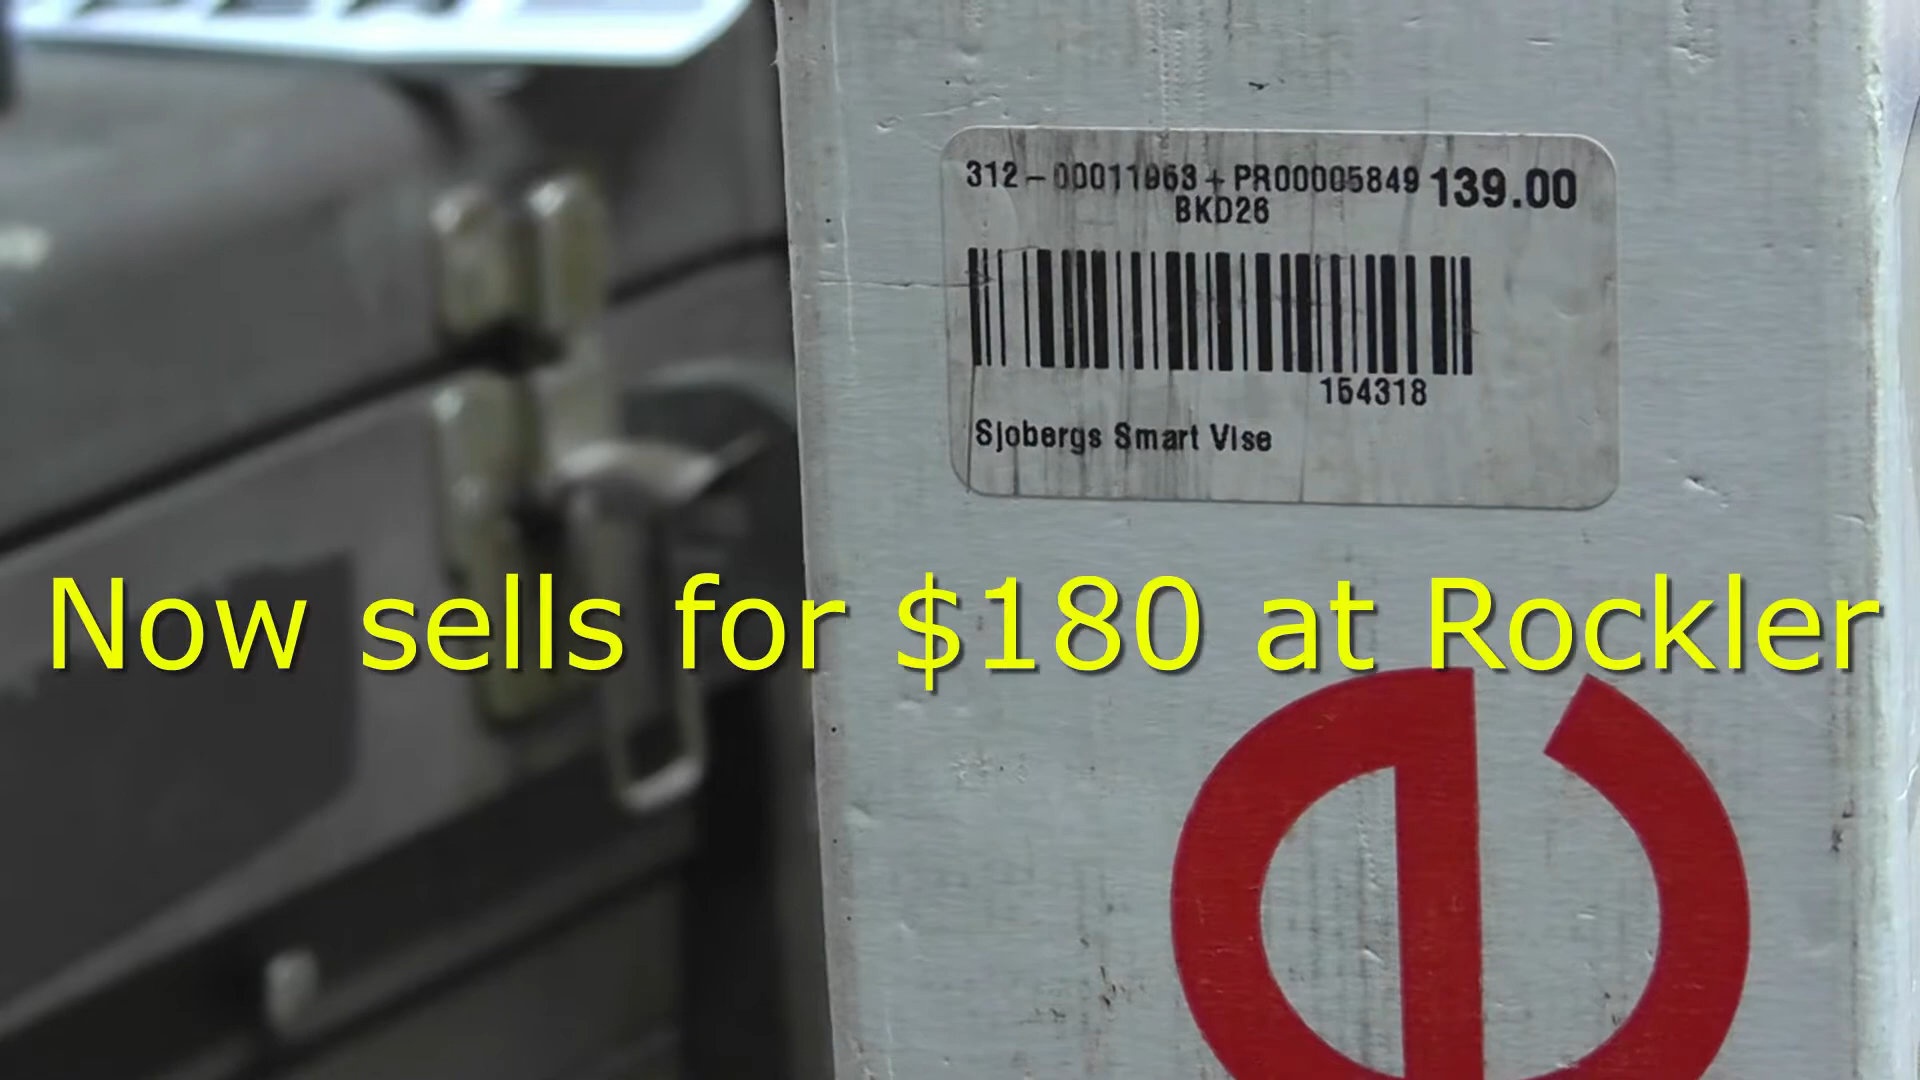 312-00011963 + PR00005849 139.00
BKD26
154318
Sjobergs Smart Vise
Now sells for $180 at Rockler